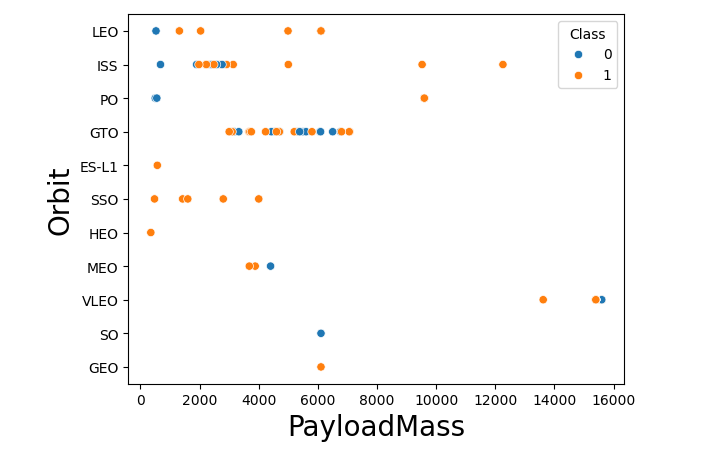 LEO
ISS
PO
GTO
ES-L1
SSO
HEO
MEO
VLEO
SO
GEO
Orbit
Class
0
1
0 2000 4000 6000 8000 10000 12000 14000 16000
PayloadMass